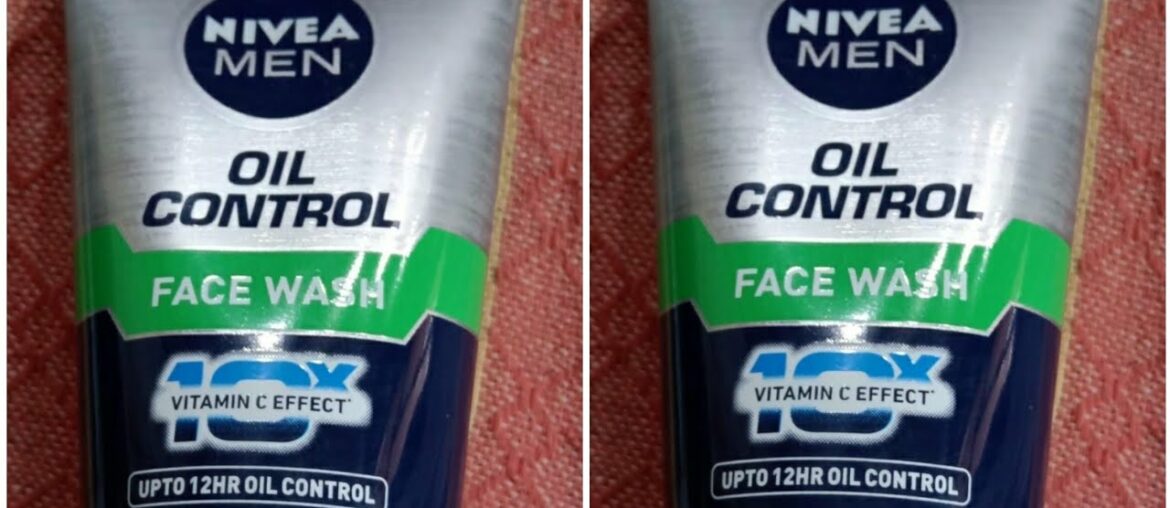 NIVEA
MEN
OIL
CONTROL
FACE WASH
10X
VITAMIN C EFFECT*
UPTO 12HR OIL CONTROL
NIVEA
MEN
OIL
CONTROL
FACE WASH
10X
VITAMIN C EFFECT*
UPTO 12HR OIL CONTROL